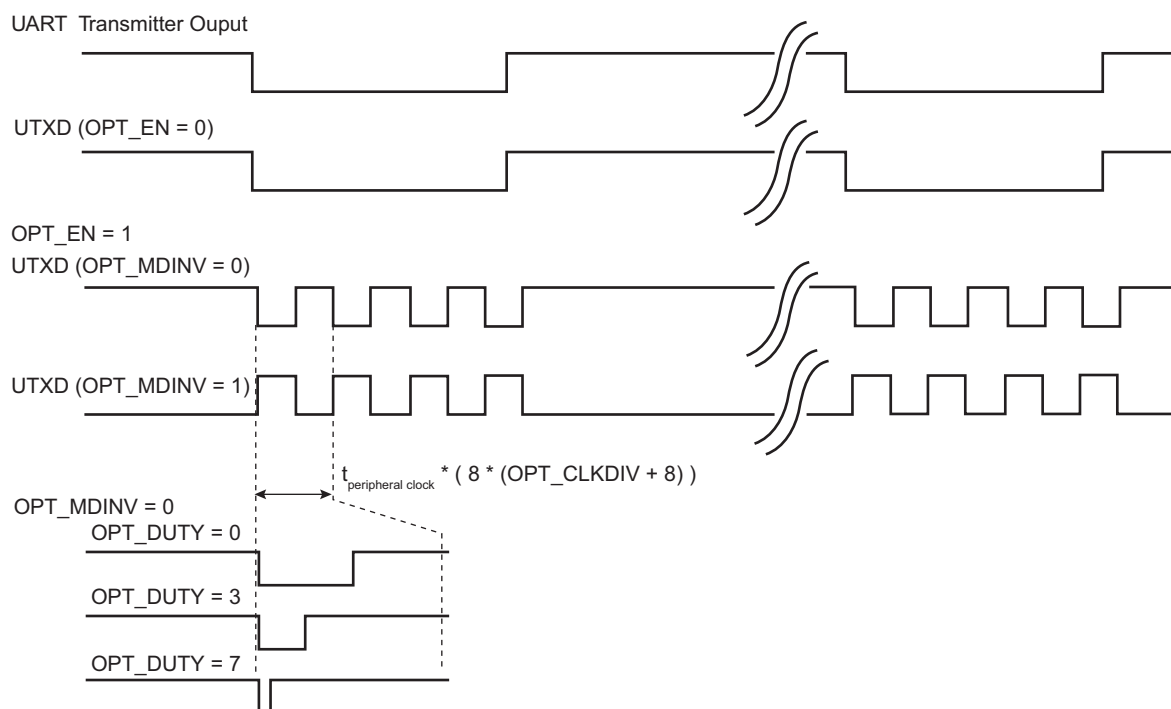 UART Transmitter Ouput
UTXD (OPT_EN = 0)
OPT_EN = 1
UTXD (OPT_MDINV = 0)
UTXD (OPT_MDINV = 1)
t peripheral clock * ( 8 * (OPT_CLKDIV + 8) )
OPT_MDINV = 0
OPT_DUTY = 0
OPT_DUTY = 3
OPT_DUTY = 7